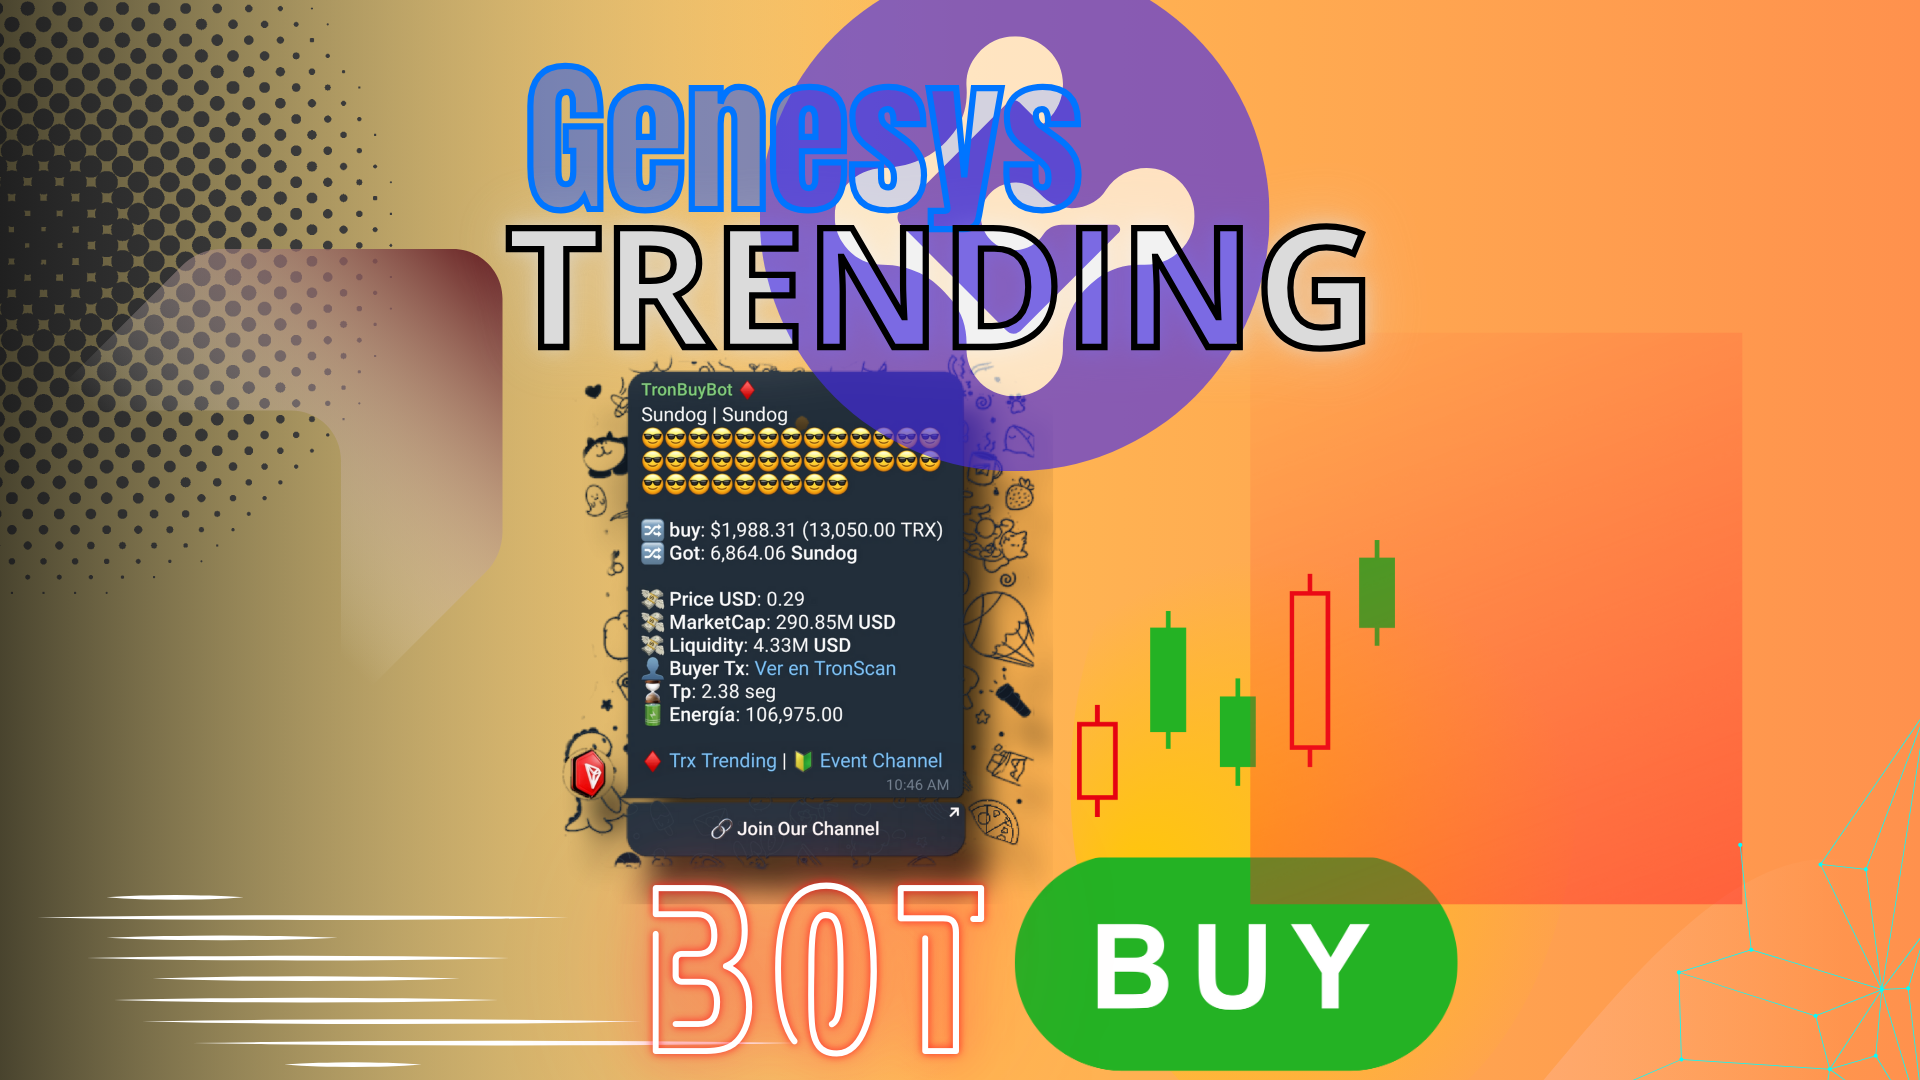 Genesys
TRENDING
TronBuyBot
Sundog | Sundog
buy: $1,988.31 (13,050.00 TRX)
Got: 6,864.06 Sundog
Price USD: 0.29
MarketCap: 290.85M USD
Liquidity: 4.33M USD
Buyer Tx: Ver en TronScan
Tp: 2.38 seg
Energía: 106,975.00
Trx Trending | Event Channel
10:46 AM
Join Our Channel
BOT
BUY